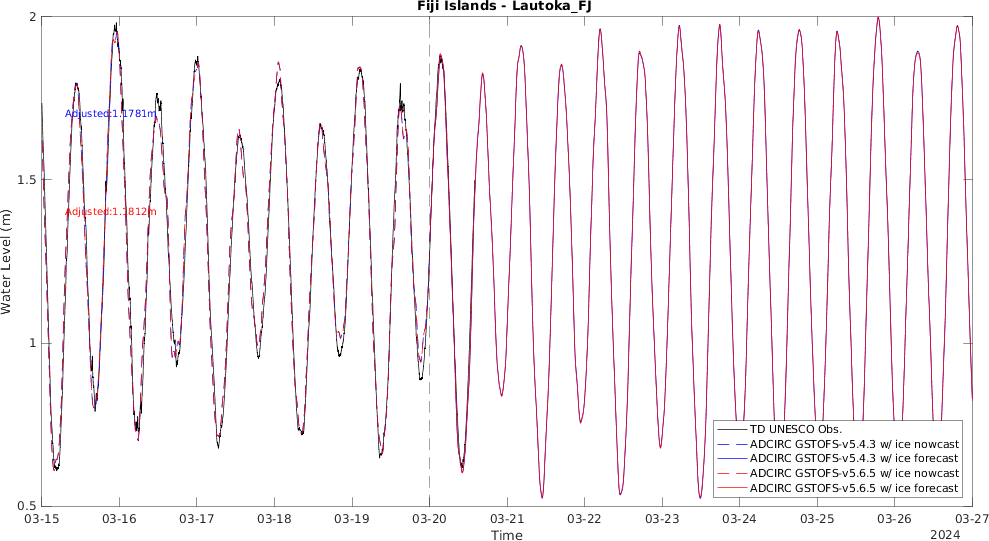 Fiji Islands - Lautoka_FJ
2
1.5
1
0.5
Water Level (m)
Adjusted:1.1781m
Adjusted:1.1812m
TD UNESCO Obs.
ADCIRC GSTOFS-v5.4.3 w/ ice nowcast
ADCIRC GSTOFS-v5.4.3 w/ ice forecast
ADCIRC GSTOFS-v5.6.5 w/ ice nowcast
ADCIRC GSTOFS-v5.6.5 w/ ice forecast
03-15 03-16 03-17 03-18 03-19 03-20 03-21 03-22 03-23 03-24 03-25 03-26 03-27
Time
2024